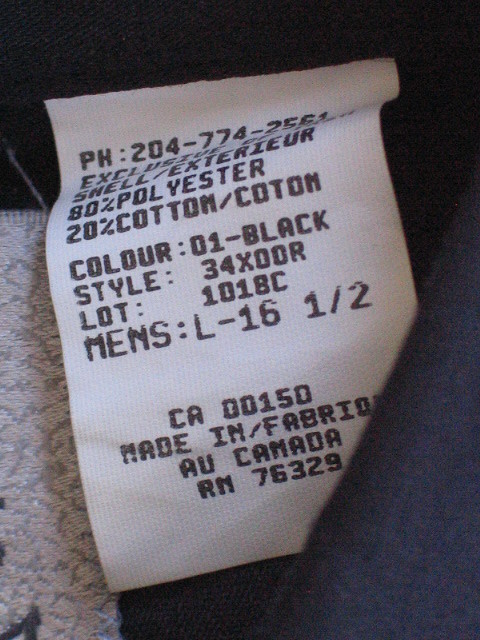 PH:204-774-2561
EXCLUSIVE
SHELL/EXTERIEUR
80%POLYESTER
20%COTTON/COTON
COLOUR:01-BLACK
STYLE: 34X00R
LOT: 1018C
MENS:L-16 1/2
CA 00150
MADE IN/FABRIQ
AU CANADA
RN 76329